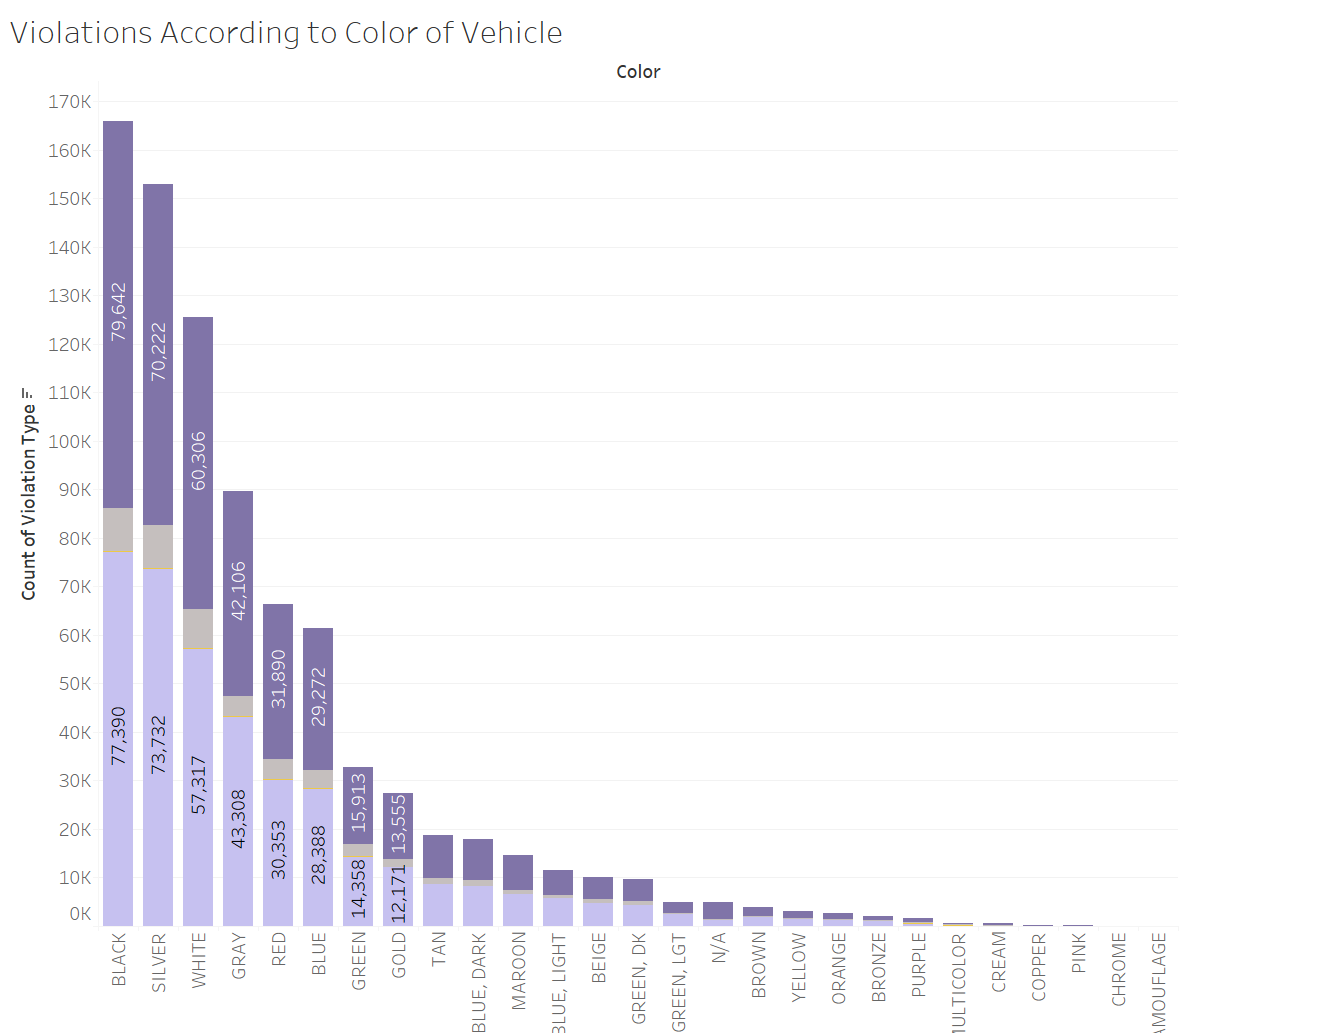 Violations According to Color of Vehicle
Color
Count of Violation Type
170K
160K
150K
140K
130K
120K
110K
100K
90K
80K
70K
60K
50K
40K
30K
20K
10K
0K
79,642
77,390
70,222
73,732
60,306
57,317
42,106
43,308
31,890
30,353
29,272
28,388
15,913
14,358
13,555
12,171
BLACK
SILVER
WHITE
GRAY
RED
BLUE
GREEN
GOLD
TAN
BLUE, DARK
MAROON
BLUE, LIGHT
BEIGE
GREEN, DK
GREEN, LGT
N/A
BROWN
YELLOW
ORANGE
BRONZE
PURPLE
MULTICOLOR
CREAM
COPPER
PINK
CHROME
AMOUFLAGE